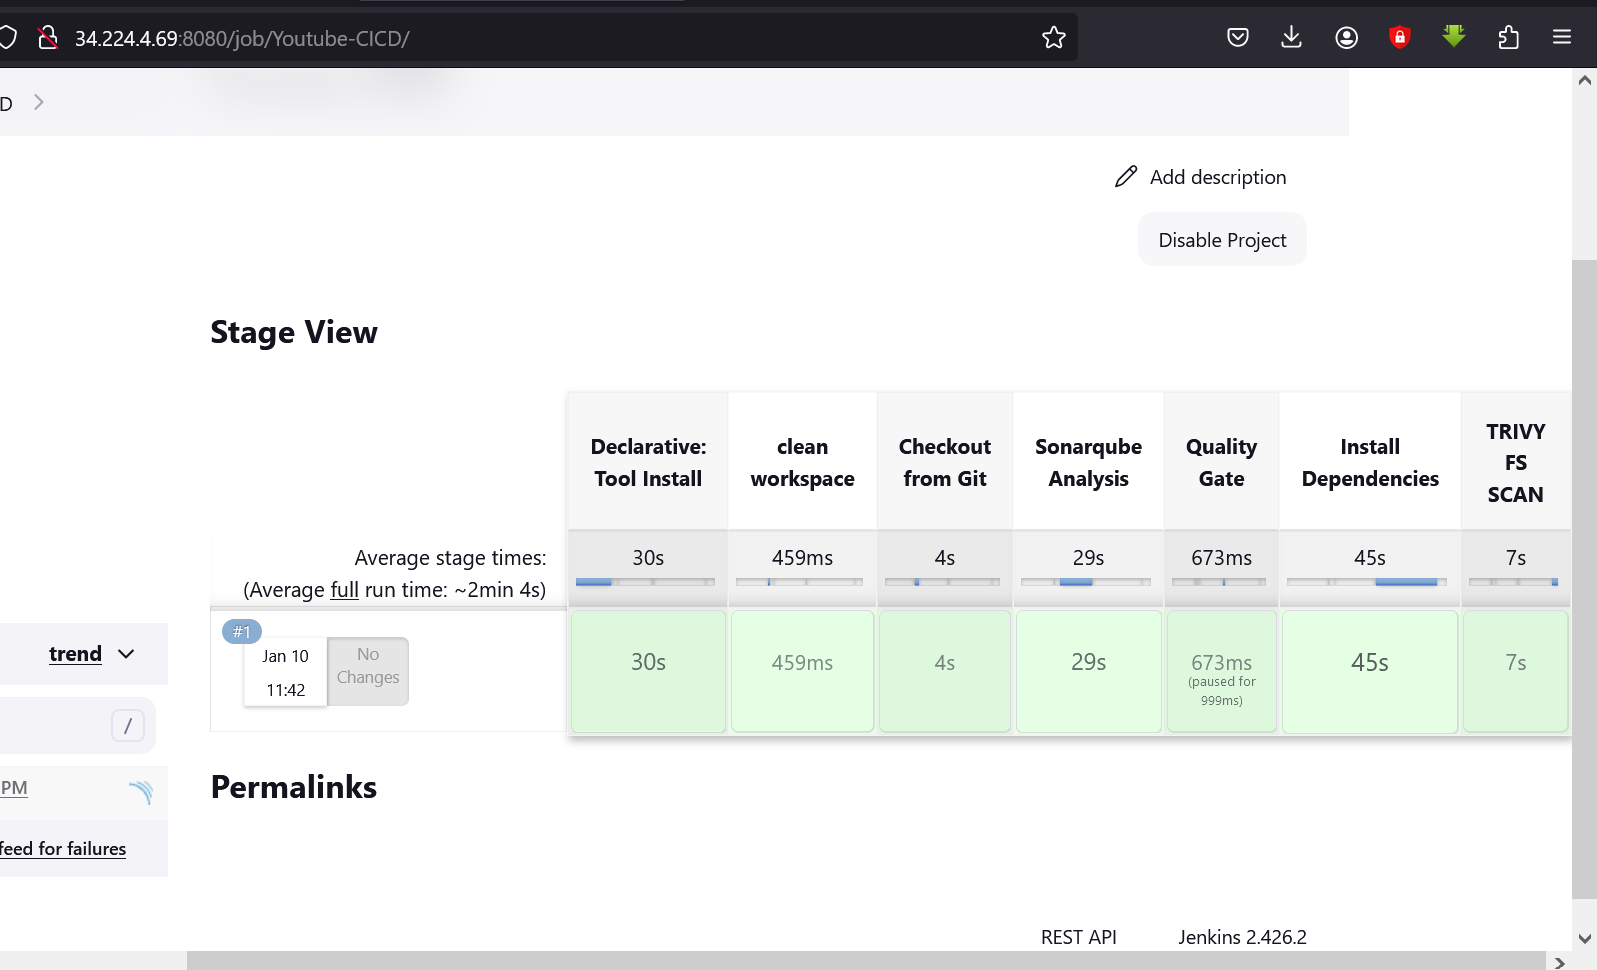 34.224.4.69:8080/job/Youtube-CICD/
D
Add description
Disable Project
Stage View
Declarative:
Tool Install
clean
workspace
Checkout
from Git
Sonarqube
Analysis
Quality
Gate
Install
Dependencies
TRIVY
FS
SCAN
Average stage times:
(Average full run time: ~2min 4s)
30s
459ms
4s
29s
673ms
45s
7s
#1
Jan 10
11:42
No
Changes
30s
459ms
4s
29s
673ms
(paused for
999ms)
45s
7s
trend
/
PM
feed for failures
Permalinks
REST API
Jenkins 2.426.2